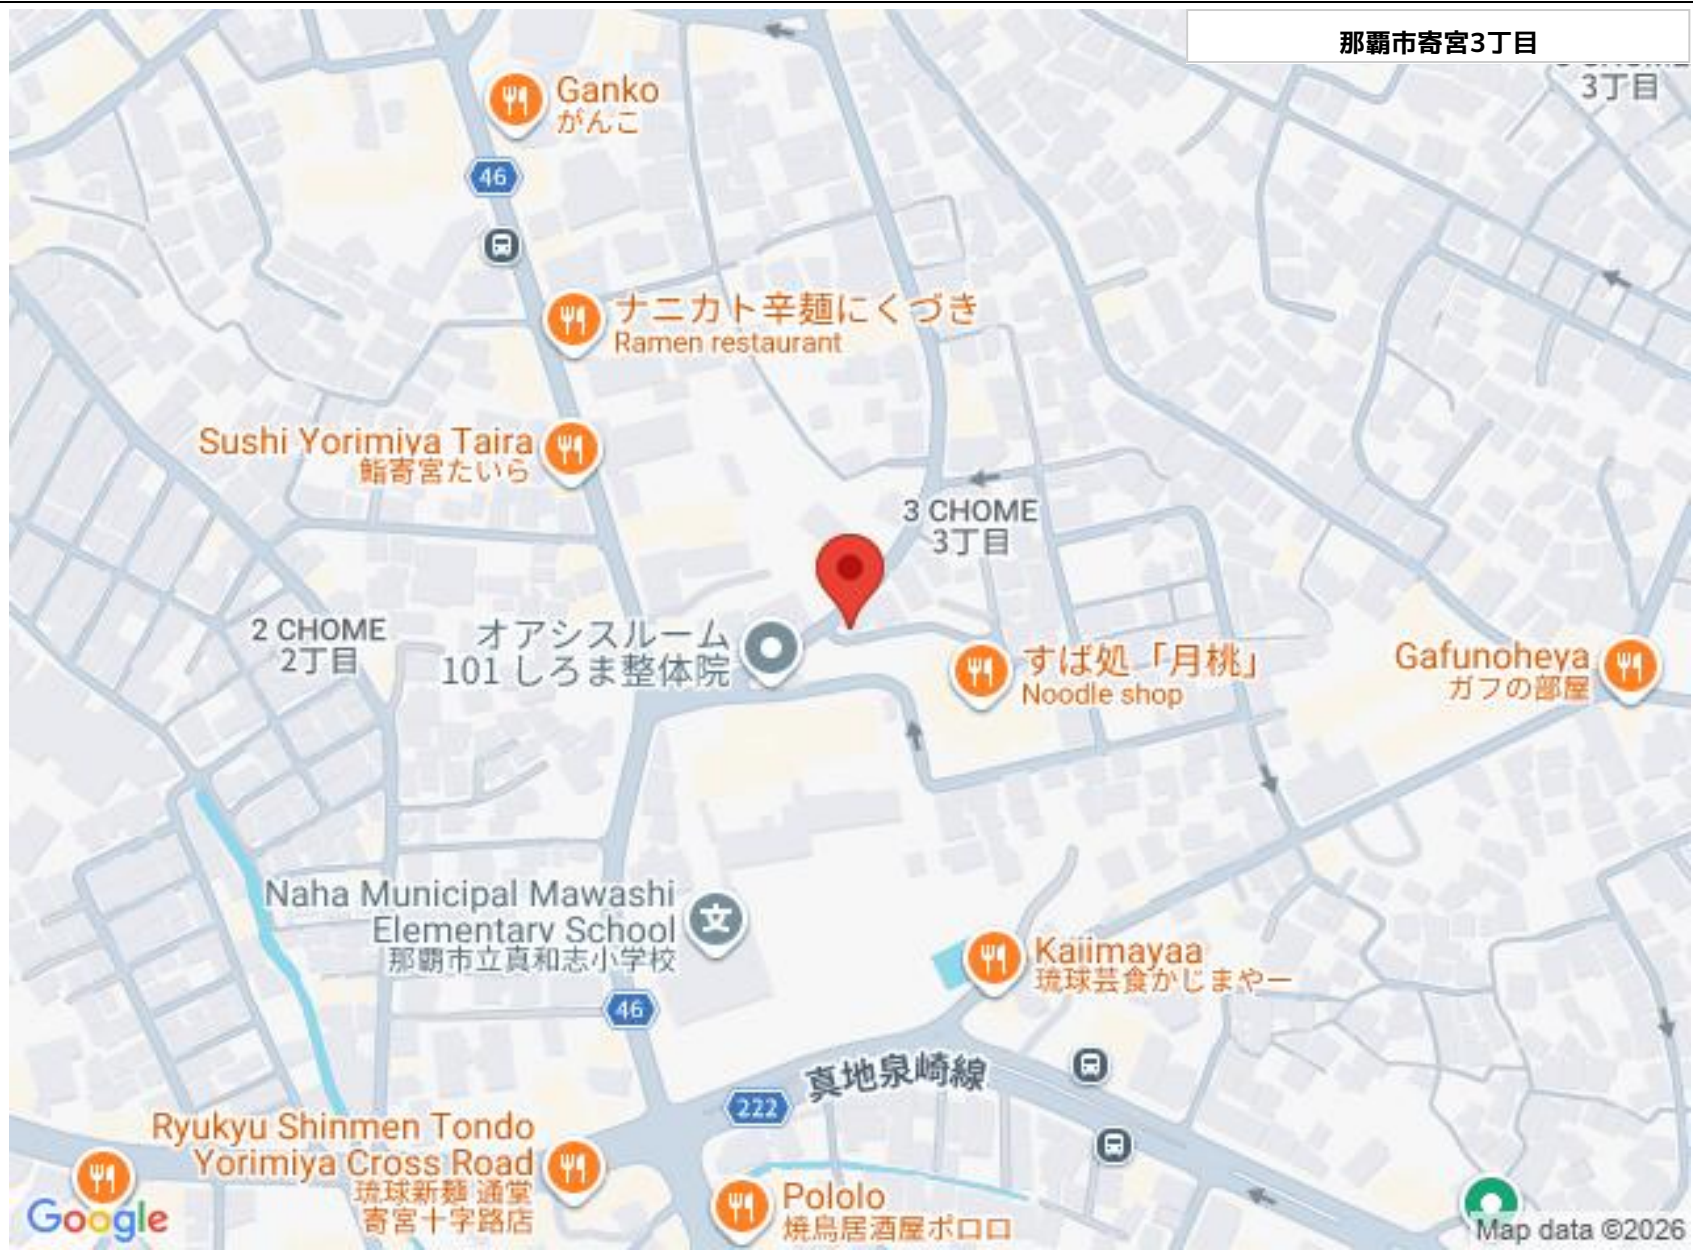 那覇市寄宮3丁目
3丁目
Ganko
がんこ
46
ナニカト辛麺にくづき
Ramen restaurant
Sushi Yorimiya Taira
鮨寄宮たいら
3 CHOME
3丁目
2 CHOME
2丁目
オアシスルーム
101 しろま整体院
すば処「月桃」
Noodle shop
Gafunoheya
ガフの部屋
Naha Municipal Mawashi
Elementary School
那覇市立真和志小学校
文
Kajimayaa
琉球芸食かじまやー
46
真地泉崎線
222
Ryukyu Shinmen Tondo
Yorimiya Cross Road
琉球新麺 通堂
寄宮十字路店
Pololo
焼鳥居酒屋ポロロ
Google
Map data ©2026